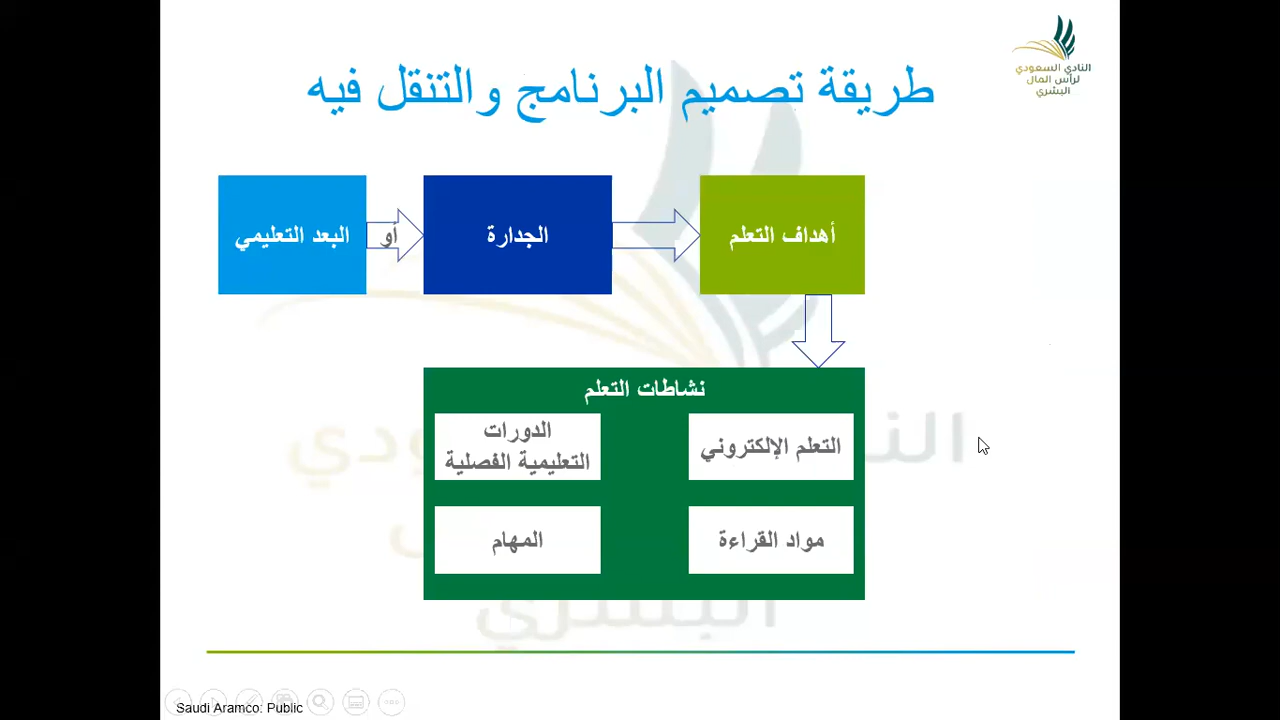 النادي السعودي
لرأس المال
البشري
طريقة تصميم البرنامج والتنقل فيه
البعد التعليمي
أو
الجدارة
أهداف التعلم
نشاطات التعلم
التعلم الإلكتروني
الدورات
التعليمية الفصلية
مواد القراءة
المهام
Saudi Aramco: Public